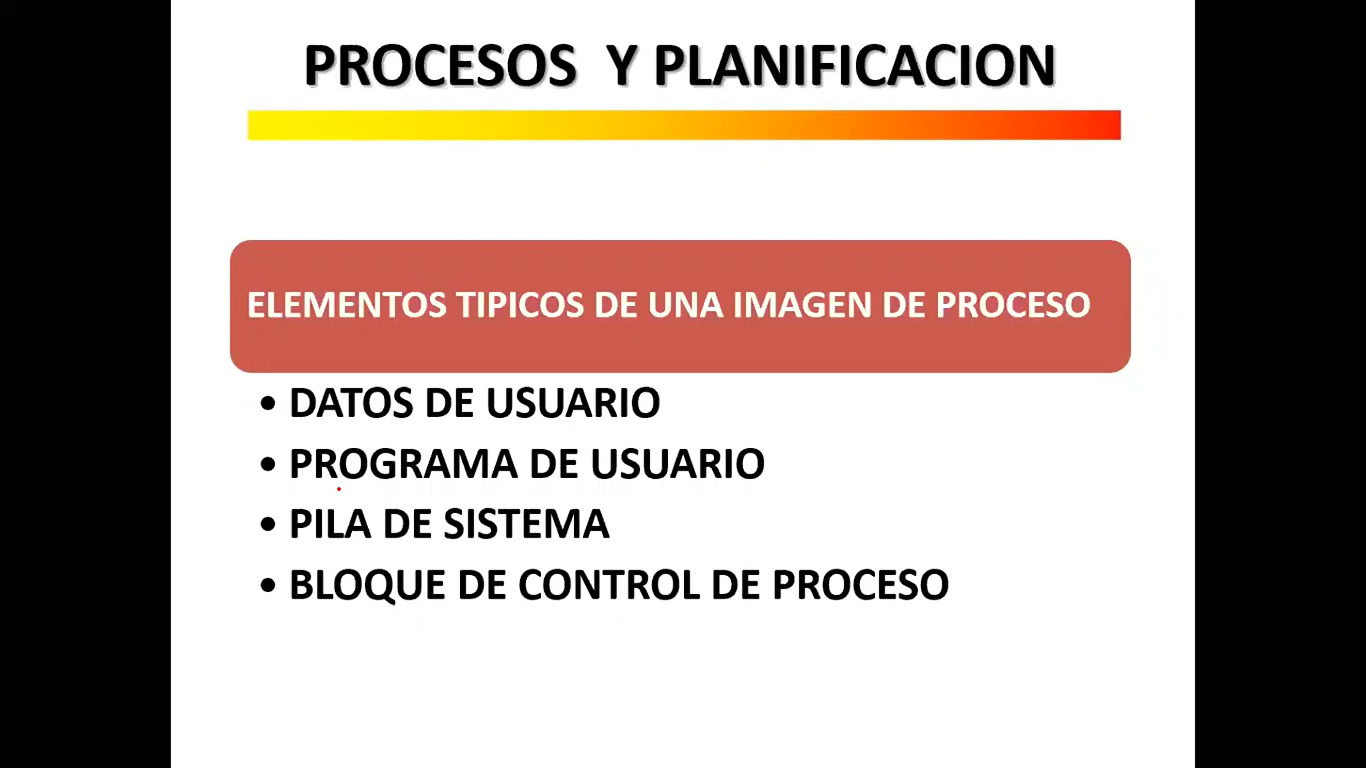 PROCESOS Y PLANIFICACION
ELEMENTOS TIPICOS DE UNA IMAGEN DE PROCESO
• DATOS DE USUARIO
• PROGRAMA DE USUARIO
• PILA DE SISTEMA
• BLOQUE DE CONTROL DE PROCESO